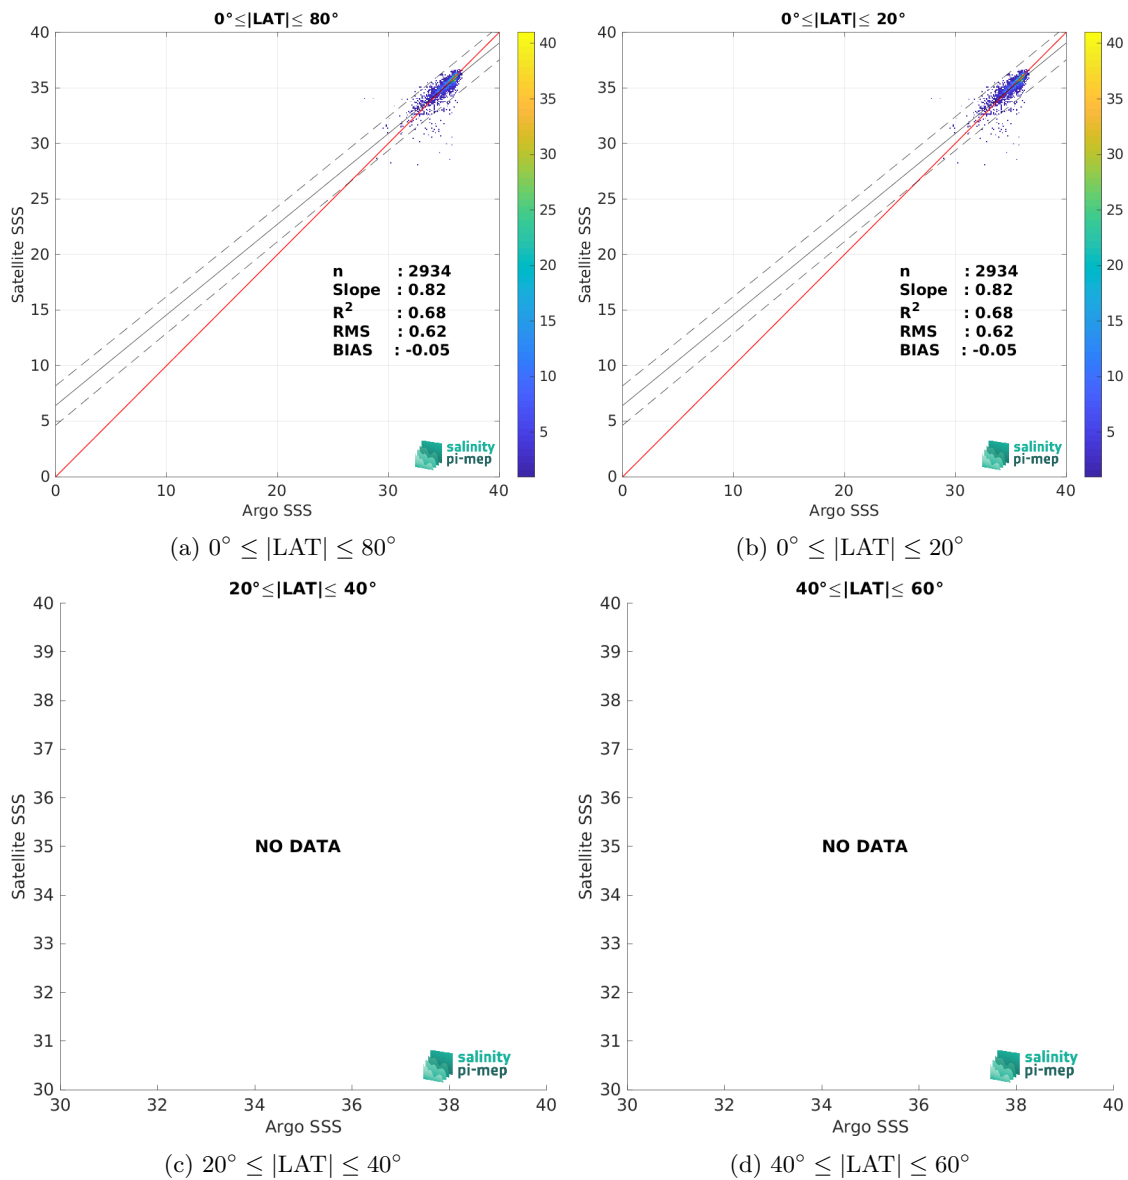 0°≤|LAT|≤ 80°
40
35
30
25
20
15
10
5
0
Satellite SSS
0
10
20
30
40
Argo SSS
n : 2934
Slope : 0.82
R² : 0.68
RMS : 0.62
BIAS : -0.05
salinity
pi-mep
40
35
30
25
20
15
10
5
(a) 0° ≤ |LAT| ≤ 80°
0°≤|LAT|≤ 20°
40
35
30
25
20
15
10
5
0
Satellite SSS
0
10
20
30
40
Argo SSS
n : 2934
Slope : 0.82
R² : 0.68
RMS : 0.62
BIAS : -0.05
salinity
pi-mep
40
35
30
25
20
15
10
5
(b) 0° ≤ |LAT| ≤ 20°
20°≤|LAT|≤ 40°
40
39
38
37
36
35
34
33
32
31
30
Satellite SSS
NO DATA
salinity
pi-mep
30
32
34
36
38
40
Argo SSS
(c) 20° ≤ |LAT| ≤ 40°
40°≤|LAT|≤ 60°
40
39
38
37
36
35
34
33
32
31
30
Satellite SSS
NO DATA
salinity
pi-mep
30
32
34
36
38
40
Argo SSS
(d) 40° ≤ |LAT| ≤ 60°